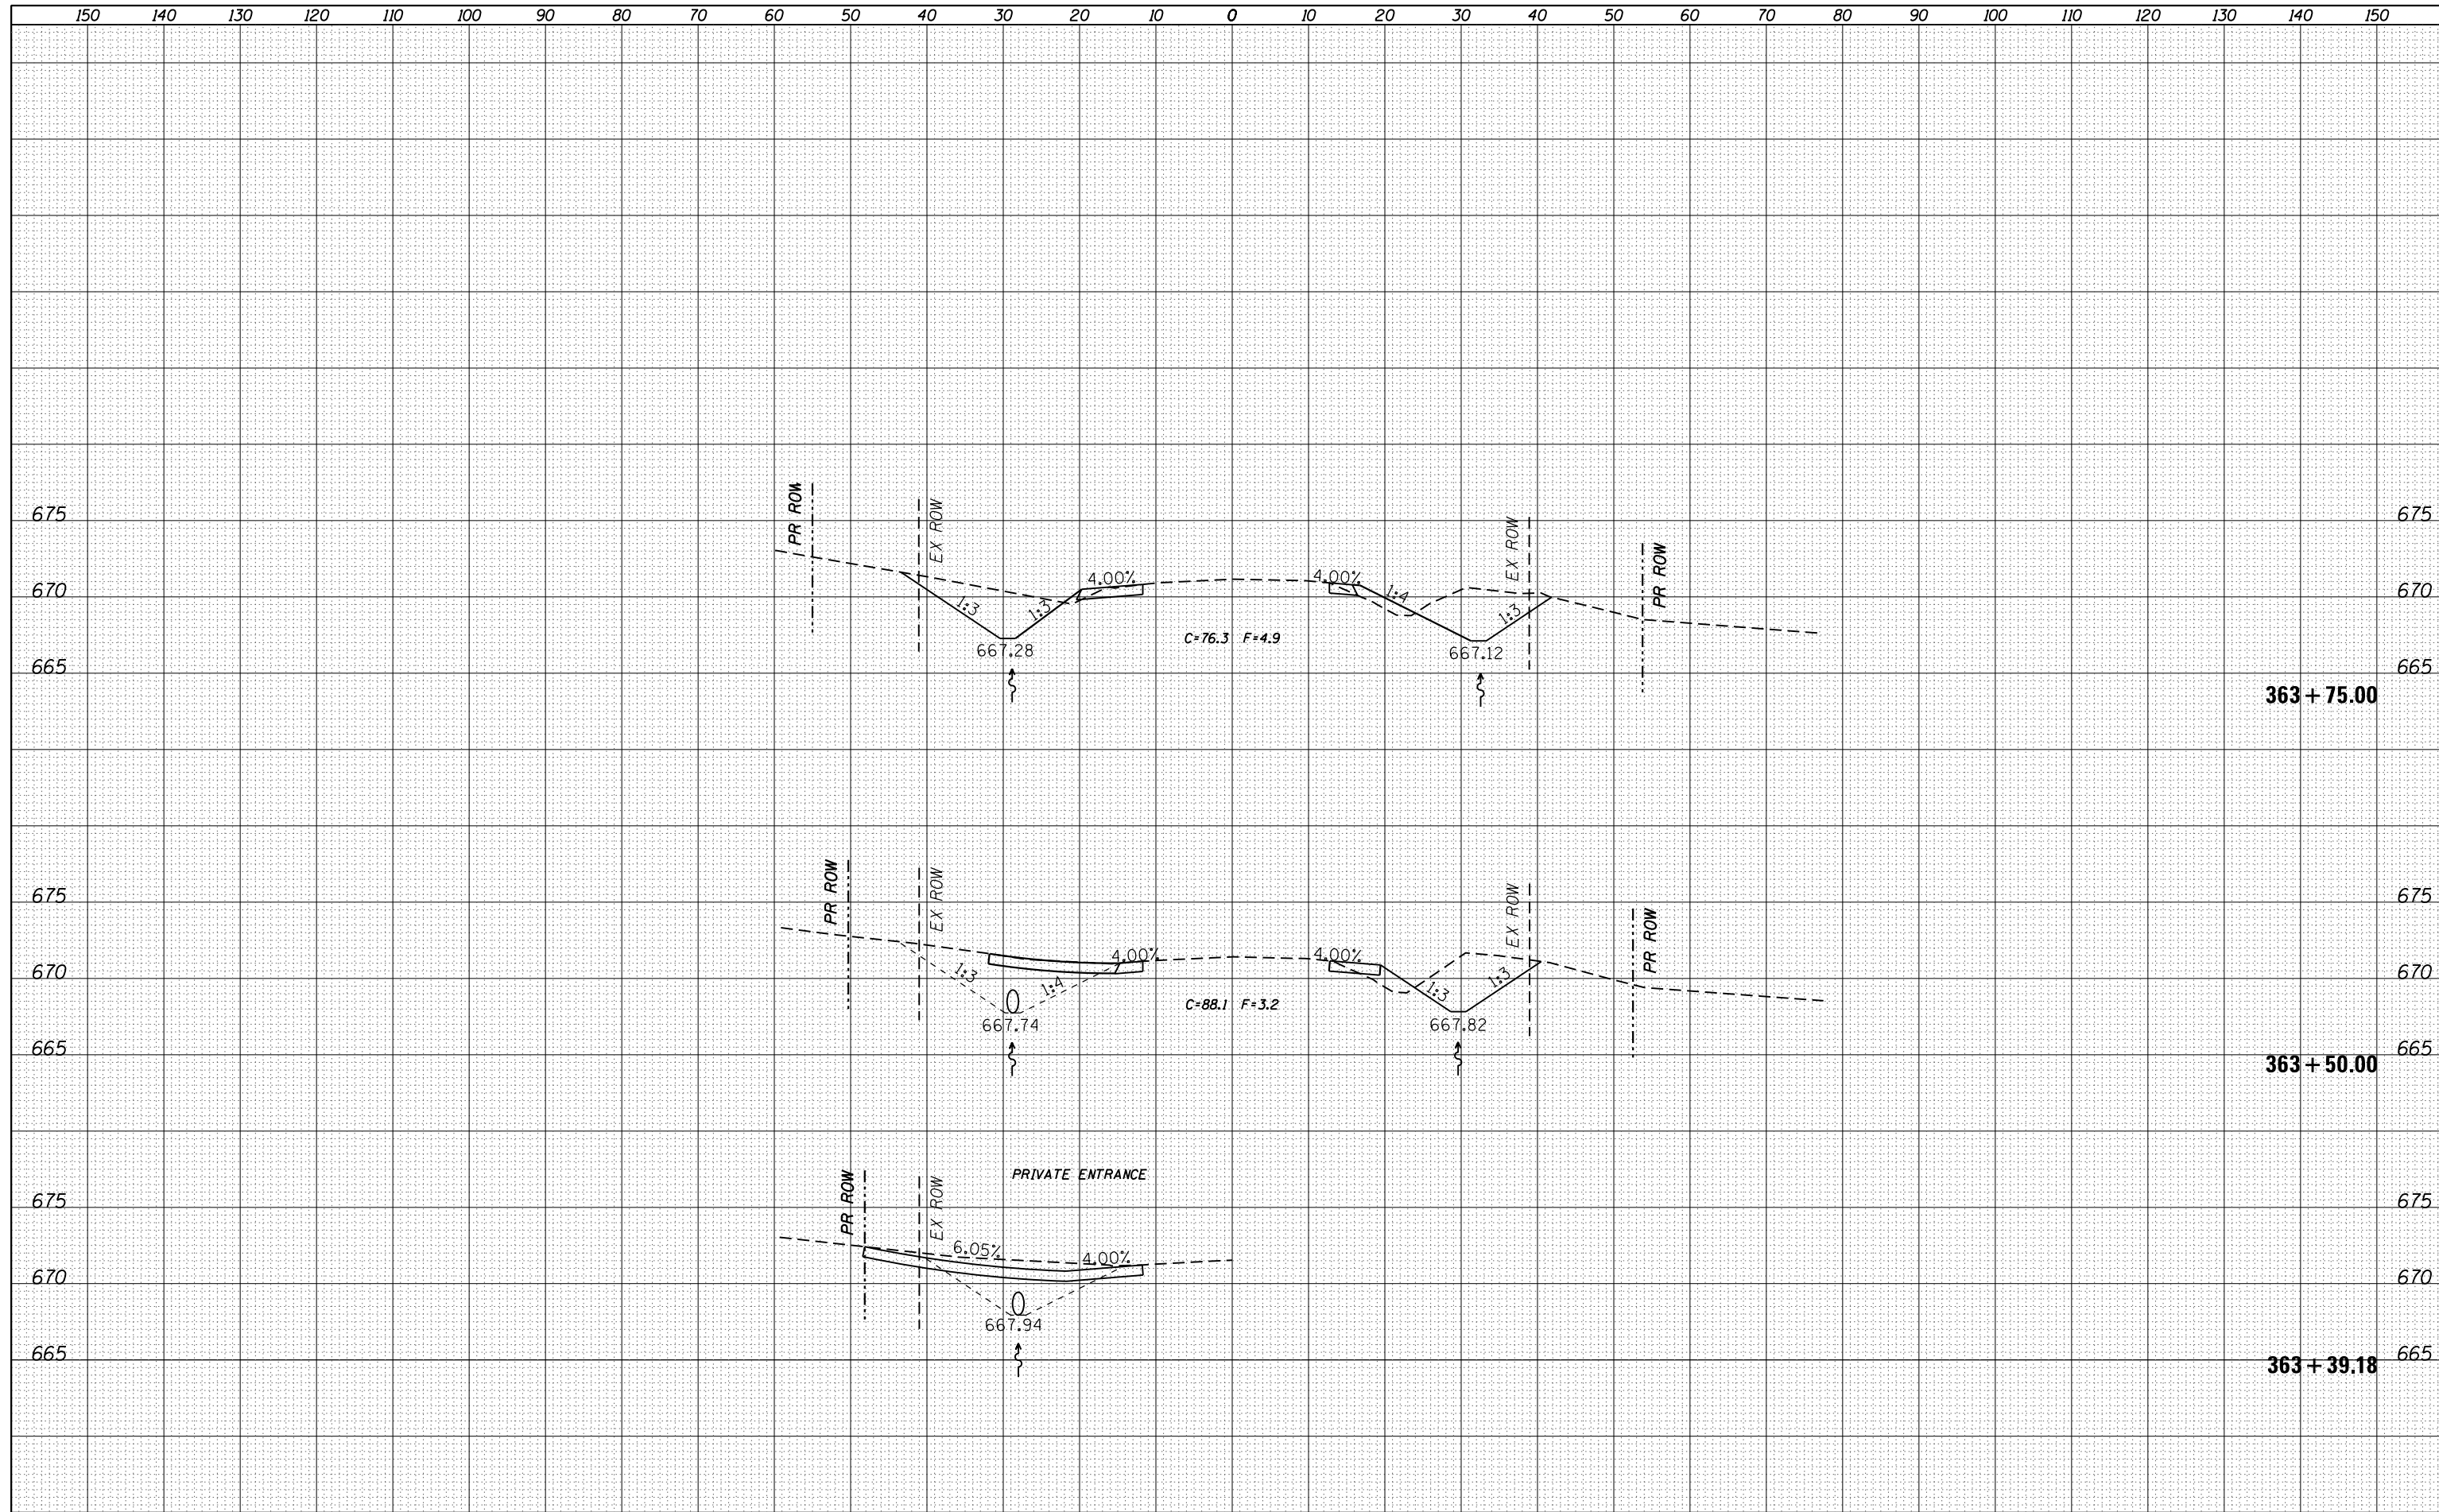 150 140 130 120 110 100 90 80 70 60 50 40 30 20 10 0 10 20 30 40 50 60 70 80 90 100 110 120 130 140 150
PR ROW
EX ROW
EX ROW
PR ROW
675 675
4.00% 4.00%
670 670
1:3 1:3 1:4 1:3
C=76.3 F=4.9
667.28 667.12
665 665
363+75.00
PR ROW
EX ROW
EX ROW
PR ROW
675 675
4.00% 4.00%
670 670
1:3 1:4 1:3 1:3
C=88.1 F=3.2
667.74 667.82
665 665
363+50.00
PRIVATE ENTRANCE
PR ROW
EX ROW
675 675
6.05% 4.00%
670 670
667.94
665 665
363+39.18